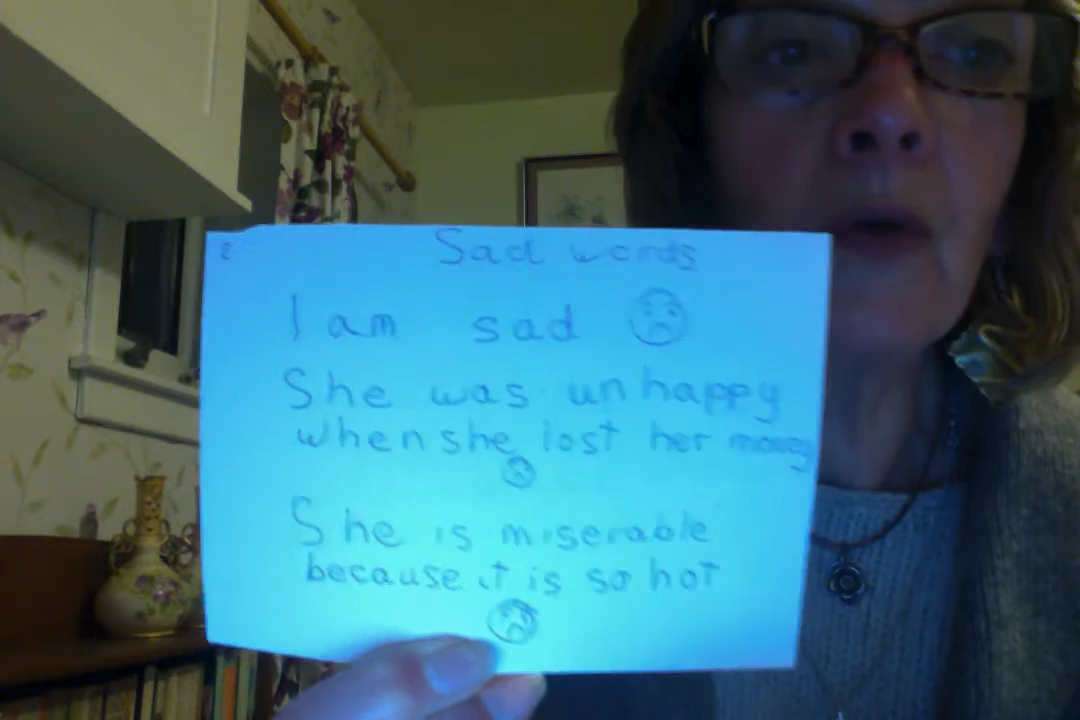 2
Sad words
I am sad
She was unhappy
when she lost her money
She is miserable
because it is so hot